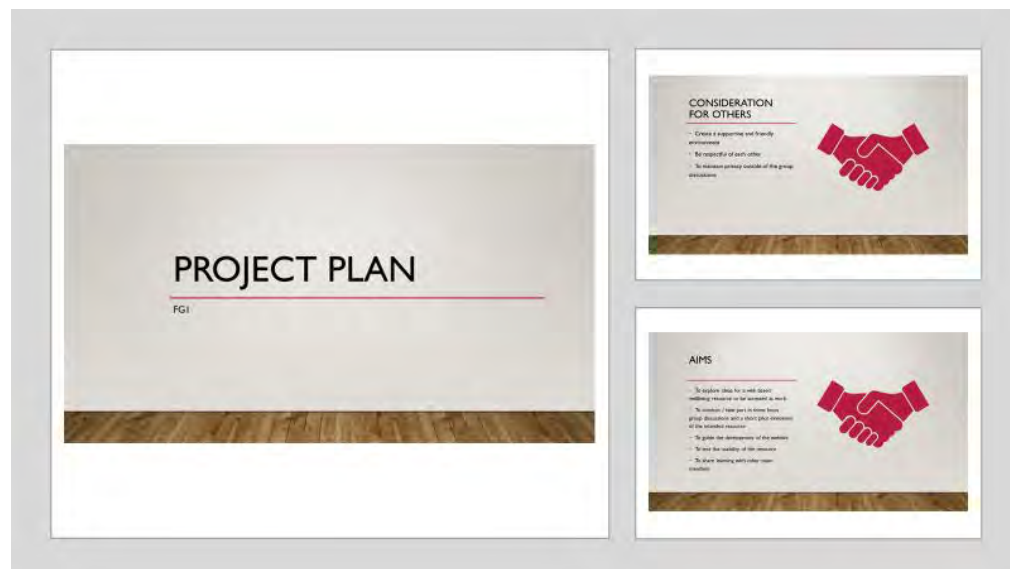 PROJECT PLAN
FG1
CONSIDERATION
FOR OTHERS
- Create a supportive and friendly
environment
- Be respectful of each other
- To maintain privacy outside of the group
discussions
AIMS
- To explore ideas for a web based
wellbeing resource to be accessed at work
- To conduct / take part in three focus
group discussions and a short pilot
of the intended resource
- To guide the development of the website
- To test the usability of the resource
- To share learning with other team
members